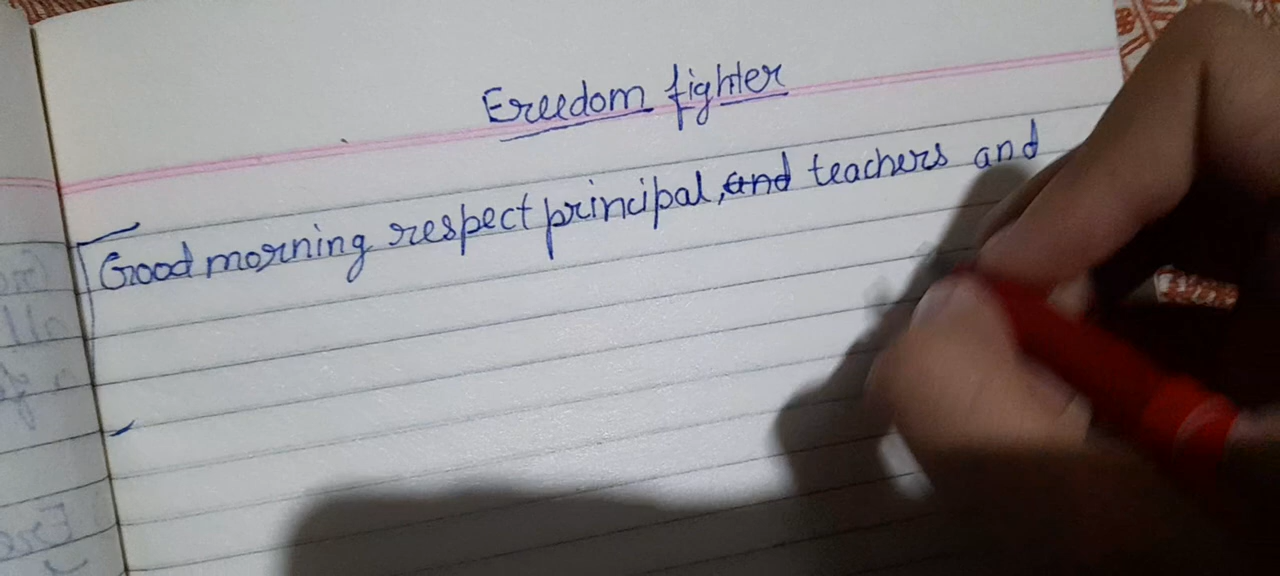 Freedom fighter
Good morning respect principal, and teachers and